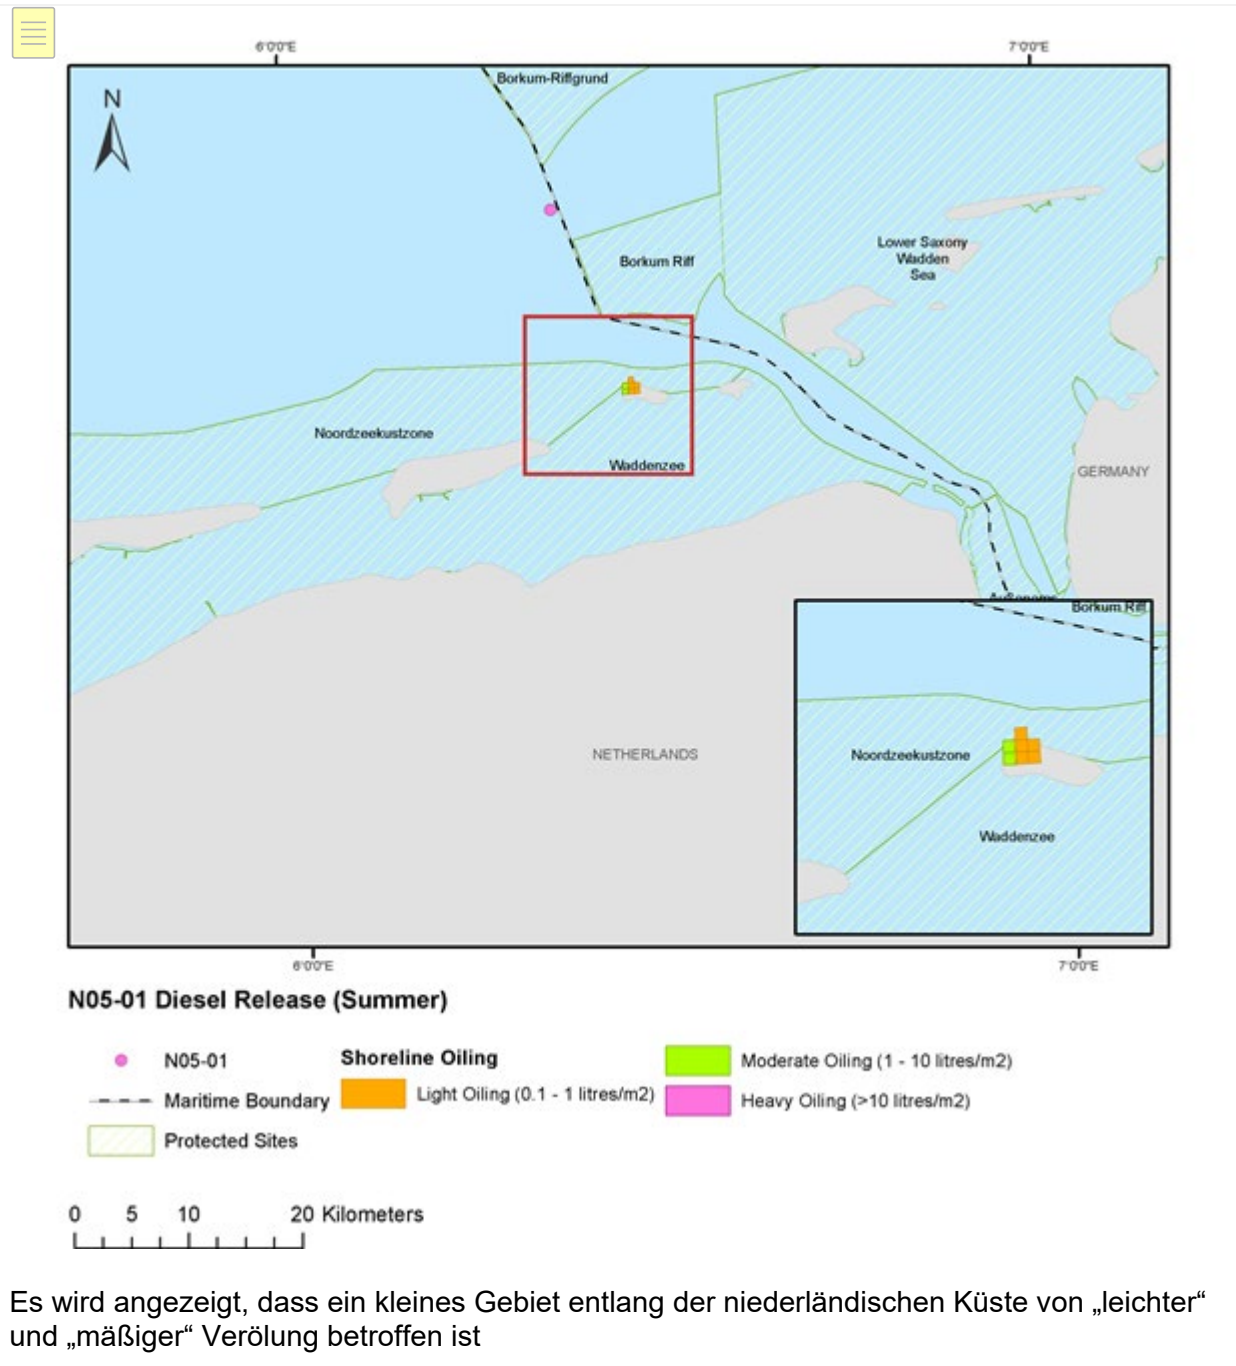 6°0'0"E 7°0'0"E
Borkum-Riffgrund
N
Lower Saxony
Wadden
Sea
Borkum Riff
Noordzeekustzone
Waddenzee
GERMANY
Borkum Riff
NETHERLANDS
Noordzeekustzone
Waddenzee
6°0'0"E 7°0'0"E
N05-01 Diesel Release (Summer)
N05-01
Maritime Boundary
Protected Sites
Shoreline Oiling
Light Oiling (0.1 - 1 litres/m2)
Moderate Oiling (1 - 10 litres/m2)
Heavy Oiling (>10 litres/m2)
0 5 10 20 Kilometers
Es wird angezeigt, dass ein kleines Gebiet entlang der niederländischen Küste von „leichter“
und „mäßiger“ Verölung betroffen ist